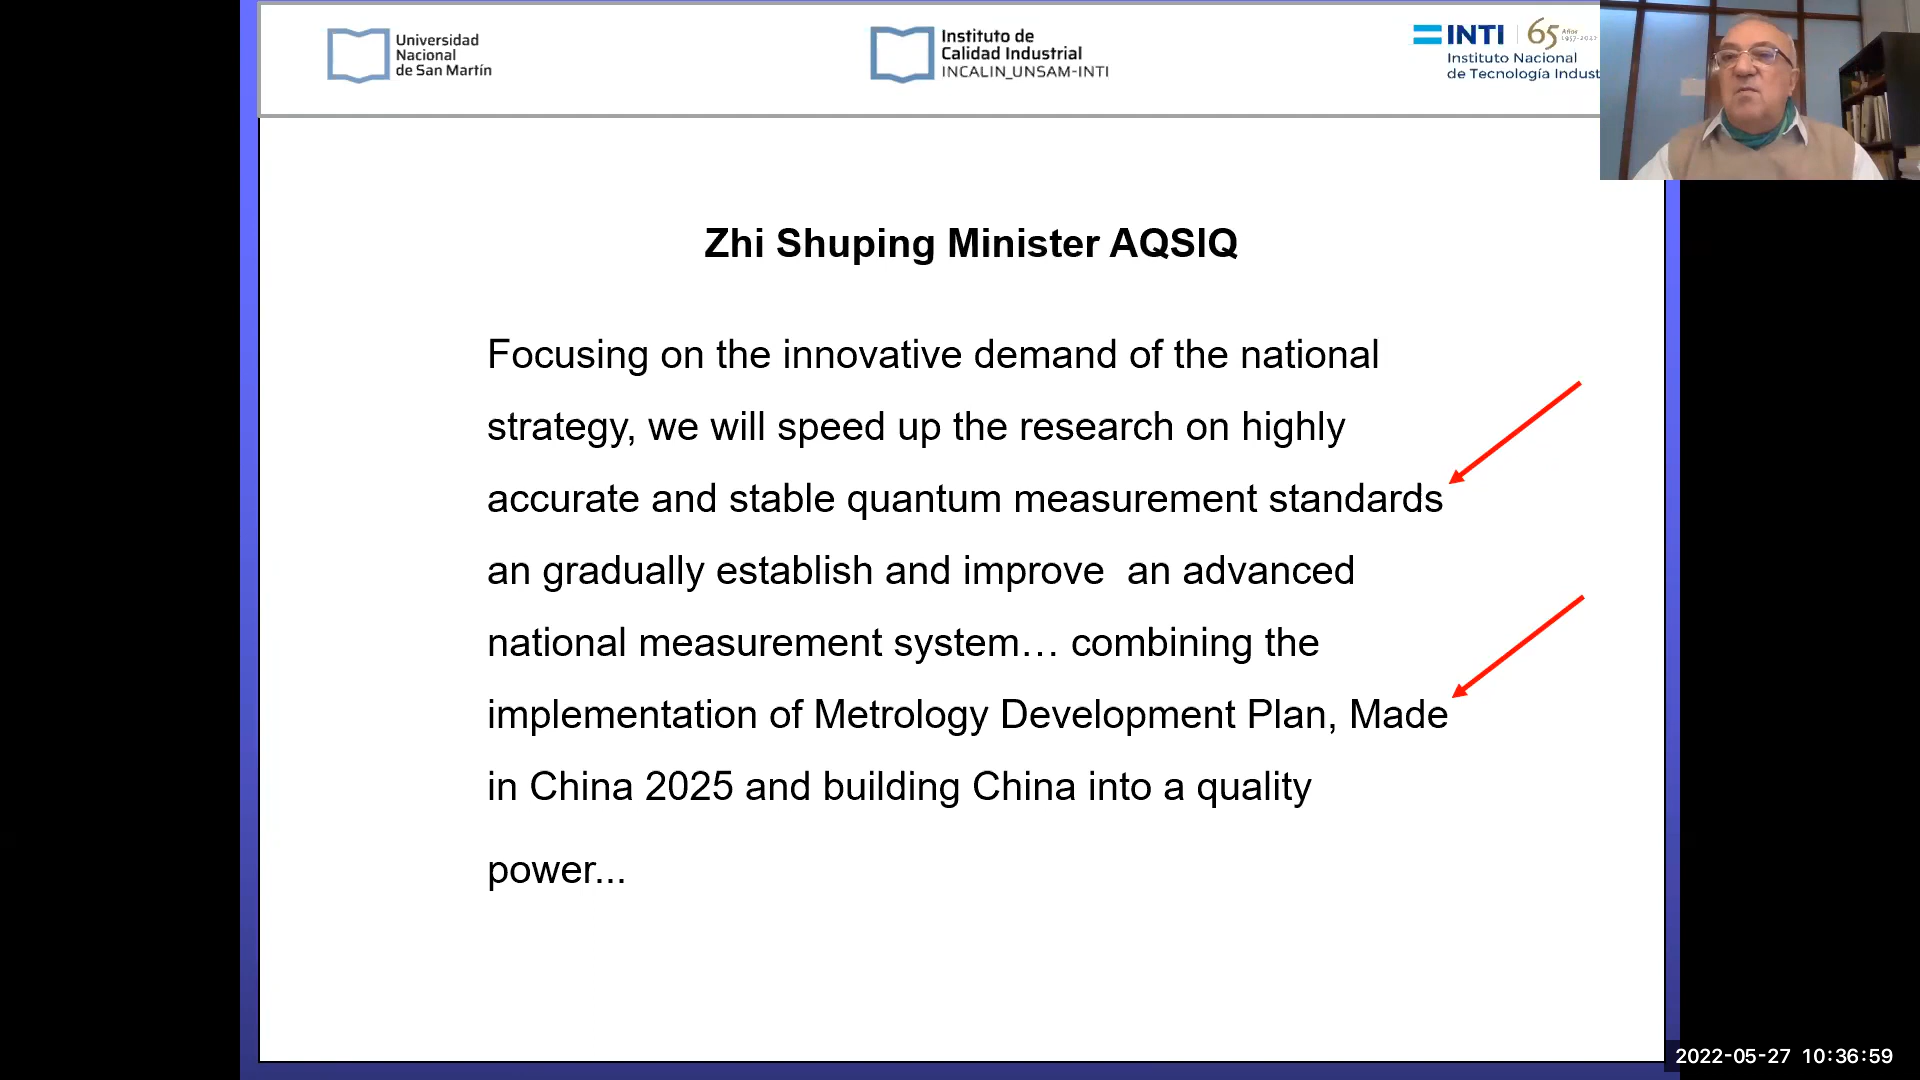 Universidad
Nacional
de San Martín
Instituto de
Calidad Industrial
INCALIN_UNSAM-INTI
INTI 65 Años
1957-2022
Instituto Nacional
de Tecnología Indust
Zhi Shuping Minister AQSIQ
Focusing on the innovative demand of the national
strategy, we will speed up the research on highly
accurate and stable quantum measurement standards
an gradually establish and improve an advanced
national measurement system… combining the
implementation of Metrology Development Plan, Made
in China 2025 and building China into a quality
power...
2022-05-27 10:36:59